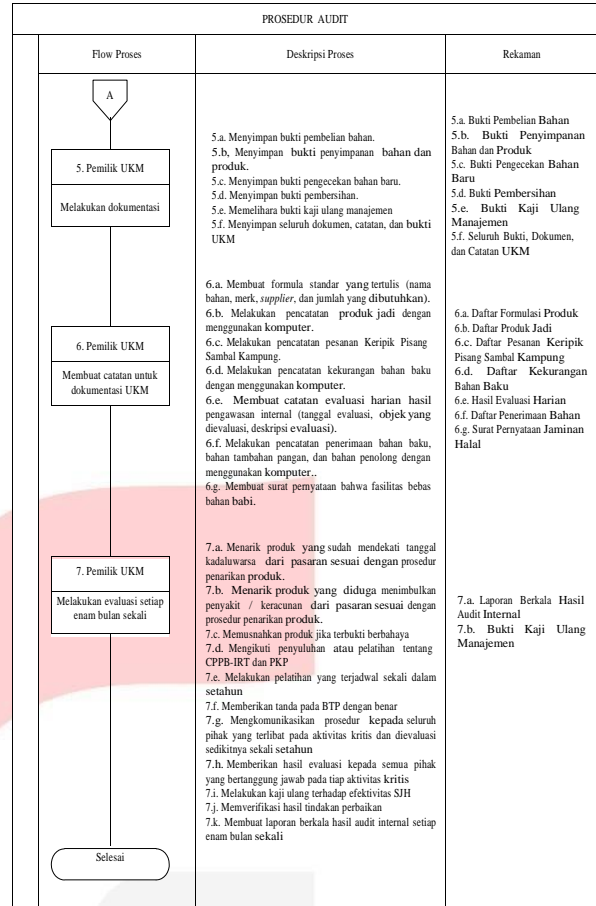 PROSEDUR AUDIT
Flow Proses
Deskripsi Proses
Rekaman
A
5. Pemilik UKM
Melakukan dokumentasi
5.a. Menyimpan bukti pembelian bahan.
5.b, Menyimpan bukti penyimpanan bahan dan
produk.
5.c. Menyimpan bukti pengecekan bahan baru.
5.d. Menyimpan bukti pembersihan.
5.e. Memelihara bukti kaji ulang manajemen
5.f. Menyimpan seluruh dokumen, catatan, dan bukti
UKM
5.a. Bukti Pembelian Bahan
5.b. Bukti Penyimpanan
Bahan dan Produk
5.c. Bukti Pengecekan Bahan
Baru
5.d. Bukti Pembersihan
5.e. Bukti Kaji Ulang
Manajemen
5.f. Seluruh Bukti, Dokumen,
dan Catatan UKM
6. Pemilik UKM
Membuat catatan untuk
dokumentasi UKM
6.a. Membuat formula standar yang tertulis (nama
bahan, merk, supplier, dan jumlah yang dibutuhkan).
6.b. Melakukan pencatatan produk jadi dengan
menggunakan komputer.
6.c. Melakukan pencatatan pesanan Keripik Pisang
Sambal Kampung.
6.d. Melakukan pencatatan kekurangan bahan baku
dengan menggunakan komputer.
6.e. Membuat catatan evaluasi harian hasil
pengawasan internal (tanggal evaluasi, objek yang
dievaluasi, deskripsi evaluasi).
6.f. Melakukan pencatatan penerimaan bahan baku,
bahan tambahan pangan, dan bahan penolong dengan
menggunakan komputer..
6.g. Membuat surat pernyataan bahwa fasilitas bebas
bahan babi.
6.a. Daftar Formulasi Produk
6.b. Daftar Produk Jadi
6.c. Daftar Pesanan Keripik
Pisang Sambal Kampung
6.d. Daftar Kekurangan
Bahan Baku
6.e. Hasil Evaluasi Harian
6.f. Daftar Penerimaan Bahan
6.g. Surat Pernyataan Jaminan
Halal
7. Pemilik UKM
Melakukan evaluasi setiap
enam bulan sekali
7.a. Menarik produk yang sudah mendekati tanggal
kadaluwarsa dari pasaran sesuai dengan prosedur
penarikan produk.
7.b. Menarik produk yang diduga menimbulkan
penyakit / keracunan dari pasaran sesuai dengan
prosedur penarikan produk.
7.c. Memusnahkan produk jika terbukti berbahaya
7.d. Mengikuti penyuluhan atau pelatihan tentang
CPPB-IRT dan PKP
7.e. Melakukan pelatihan yang terjadwal sekali dalam
setahun
7.f. Memberikan tanda pada BTP dengan benar
7.g. Mengkomunikasikan prosedur kepada seluruh
pihak yang terlibat pada aktivitas kritis dan dievaluasi
sedikitnya sekali setahun
7.h. Memberikan hasil evaluasi kepada semua pihak
yang bertanggung jawab pada tiap aktivitas kritis
7.i. Melakukan kaji ulang terhadap efektivitas SJH
7.j. Memverifikasi hasil tindakan perbaikan
7.k. Membuat laporan berkala hasil audit internal setiap
enam bulan sekali
7.a. Laporan Berkala Hasil
Audit Internal
7.b. Bukti Kaji Ulang
Manajemen
Selesai